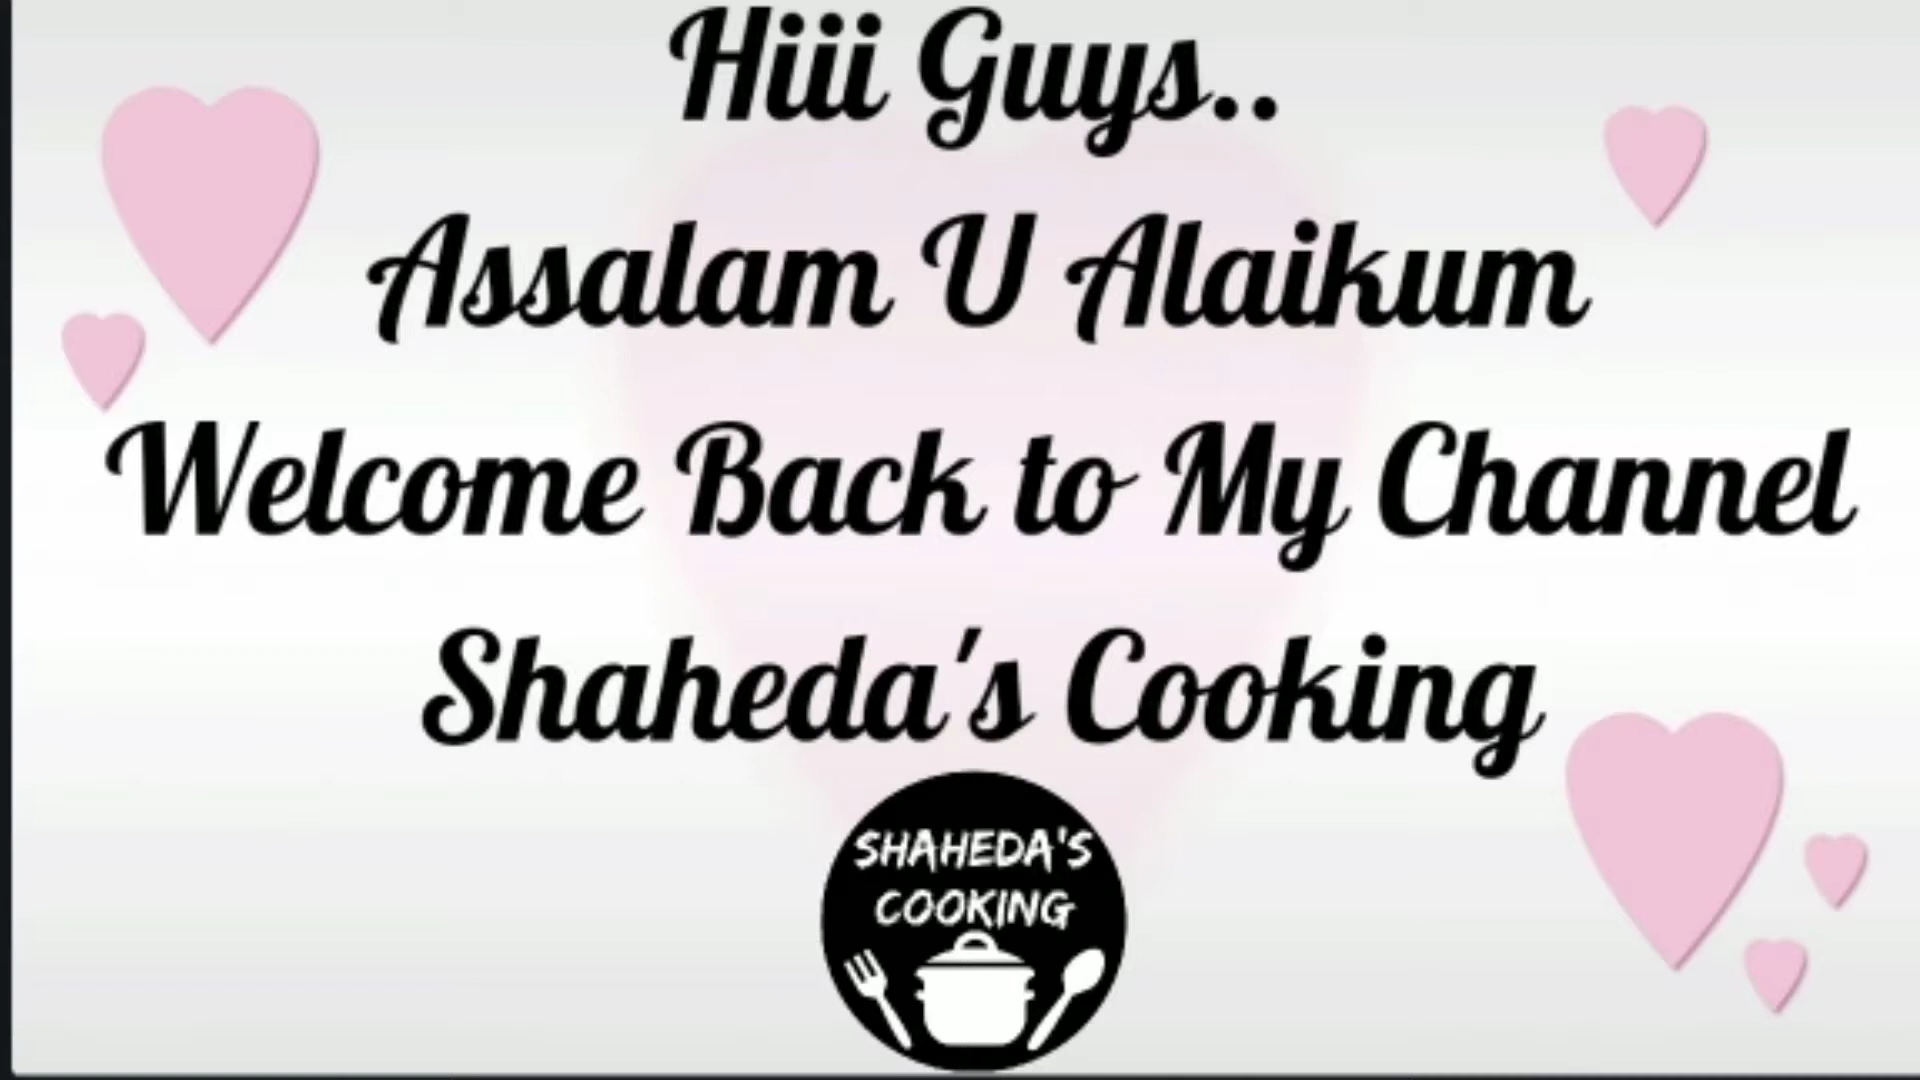 Hiii Guys..
Assalam U Alaikum
Welcome Back to My Channel
Shaheda's Cooking
SHAHEDA'S
COOKING